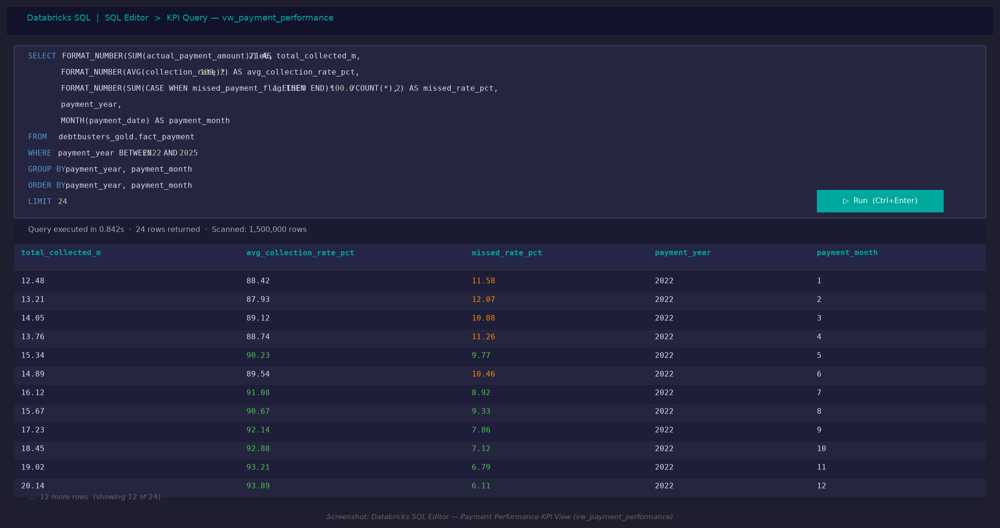 Databricks SQL | SQL Editor > KPI Query — vw_payment_performance
SELECT FORMAT_NUMBER(SUM(actual_payment_amount)/1e6, 2) AS total_collected_m,
FORMAT_NUMBER(AVG(collection_rate)*100, 2) AS avg_collection_rate_pct,
FORMAT_NUMBER(SUM(CASE WHEN missed_payment_flag THEN 1 ELSE 0 END)*100.0/COUNT(*), 2) AS missed_rate_pct,
payment_year,
MONTH(payment_date) AS payment_month
FROM debtbusters_gold.fact_payment
WHERE payment_year BETWEEN 2022 AND 2025
GROUP BY payment_year, payment_month
ORDER BY payment_year, payment_month
LIMIT 24
▷ Run (Ctrl+Enter)
Query executed in 0.842s · 24 rows returned · Scanned: 1,500,000 rows
total_collected_m avg_collection_rate_pct missed_rate_pct payment_year payment_month
12.48 88.42 11.58 2022 1
13.21 87.93 12.07 2022 2
14.05 89.12 10.88 2022 3
13.76 88.74 11.26 2022 4
15.34 90.23 9.77 2022 5
14.89 89.54 10.46 2022 6
16.12 91.08 8.92 2022 7
15.67 90.67 9.33 2022 8
17.23 92.14 7.86 2022 9
18.45 92.88 7.12 2022 10
19.02 93.21 6.79 2022 11
20.14 93.89 6.11 2022 12
... 12 more rows (showing 12 of 24)
Screenshot: Databricks SQL Editor — Payment Performance KPI View (vw_payment_performance)